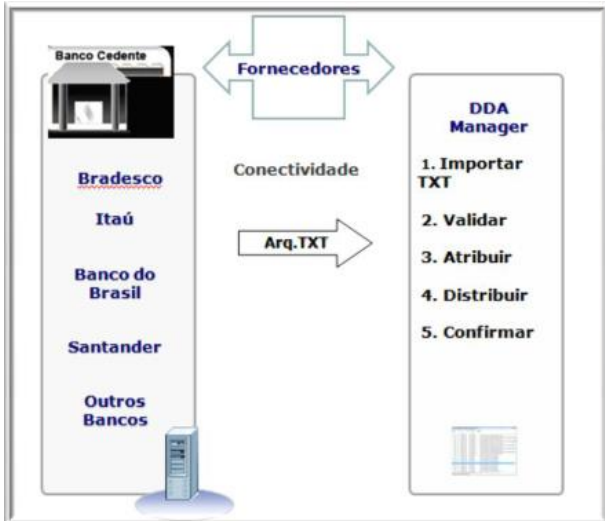 Banco Cedente
Fornecedores
Bradesco
Itaú
Banco do
Brasil
Santander
Outros
Bancos
Conectividade
Arq.TXT
DDA
Manager
1. Importar
TXT
2. Validar
3. Atribuir
4. Distribuir
5. Confirmar